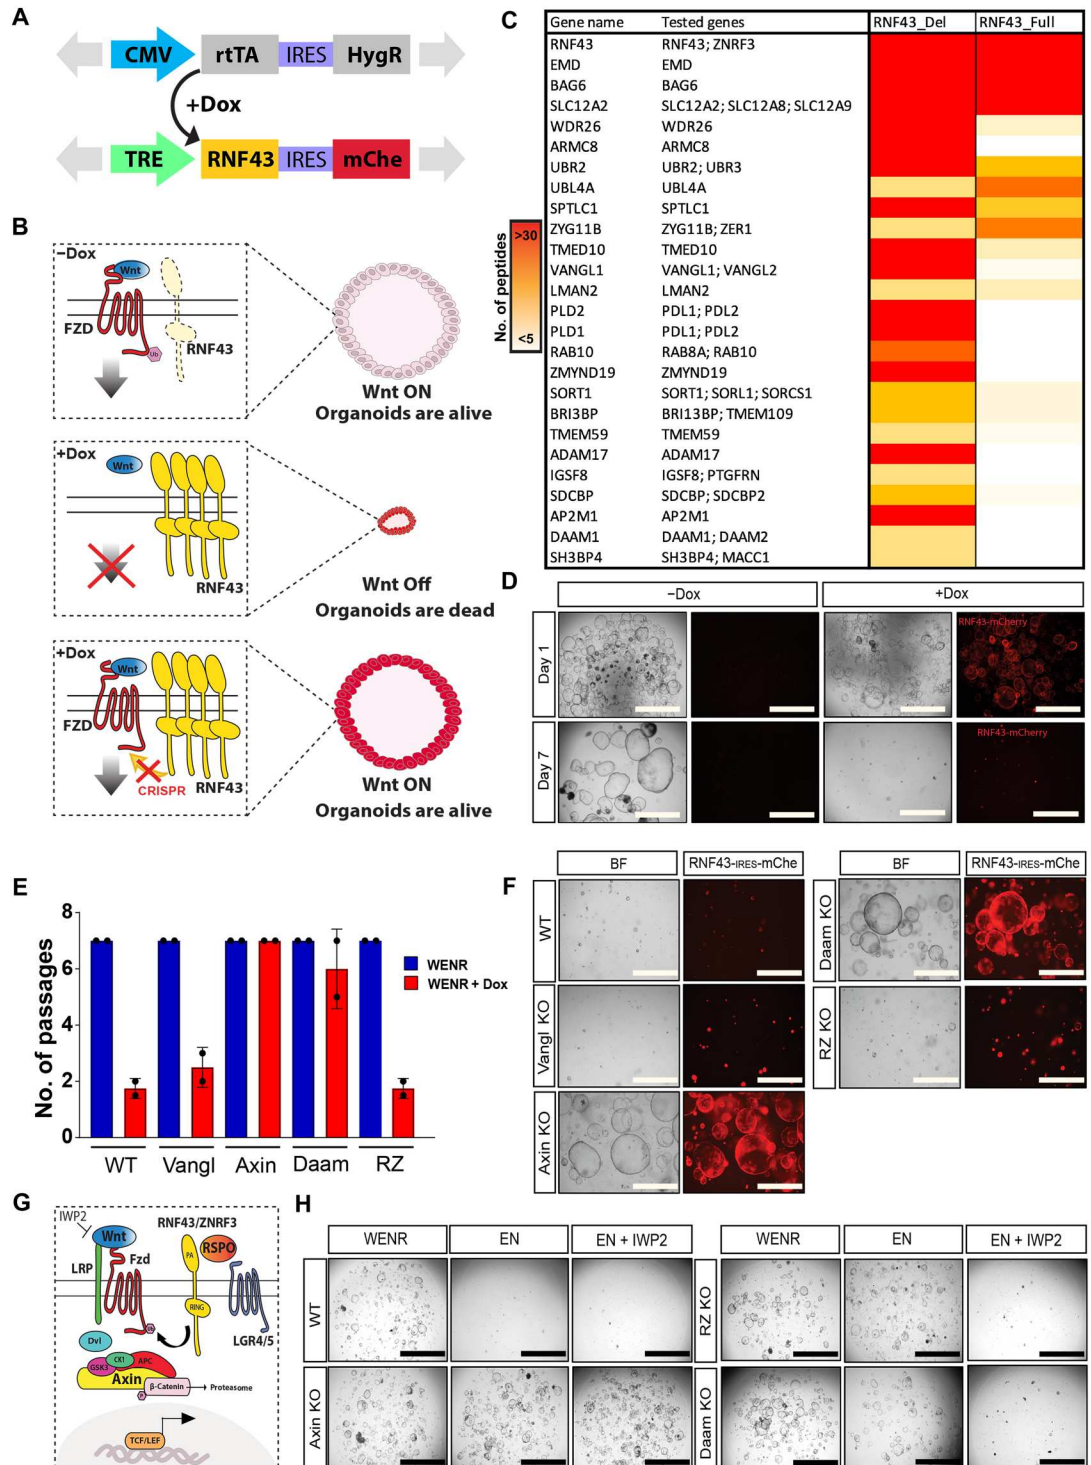 A
CMV rtTA IRES HygR
+Dox
TRE RNF43 IRES mChe
B
−Dox
Wnt
FZD
Ub
RNF43
Wnt ON
Organoids are alive
+Dox
Wnt
RNF43
Wnt Off
Organoids are dead
+Dox
Wnt
FZD
CRISPR
RNF43
Wnt ON
Organoids are alive
C
Gene name Tested genes RNF43_Del RNF43_Full
RNF43 RNF43; ZNRF3
EMD EMD
BAG6 BAG6
SLC12A2 SLC12A2; SLC12A8; SLC12A9
WDR26 WDR26
ARMC8 ARMC8
UBR2 UBR2; UBR3
UBL4A UBL4A
SPTLC1 SPTLC1
ZYG11B ZYG11B; ZER1
TMED10 TMED10
VANGL1 VANGL1; VANGL2
LMAN2 LMAN2
PLD2 PDL1; PDL2
PLD1 PDL1; PDL2
RAB10 RAB8A; RAB10
ZMYND19 ZMYND19
SORT1 SORT1; SORL1; SORCS1
BRI3BP BRI13BP; TMEM109
TMEM59 TMEM59
ADAM17 ADAM17
IGSF8 IGSF8; PTGFRN
SDCBP SDCBP; SDCBP2
AP2M1 AP2M1
DAAM1 DAAM1; DAAM2
SH3BP4 SH3BP4; MACC1
No. of peptides
>30
<5
D
−Dox +Dox
Day 1
RNF43-mCherry
Day 7
RNF43-mCherry
E
No. of passages
8
6
4
2
0
WENR
WENR + Dox
WT Vangl Axin Daam RZ
F
BF RNF43-IRES-mChe BF RNF43-IRES-mChe
WT
Daam KO
Vangl KO
RZ KO
Axin KO
G
IWP2
Wnt
LRP
Fzd
RNF43/ZNRF3
PA
RSPO
RING
LGR4/5
Ub
Dvl
GSK3 CK1 APC
Axin
β-Catenin
P
Proteasome
TCF/LEF
H
WENR EN EN + IWP2 WENR EN EN + IWP2
WT
RZ KO
Axin KO
Daam KO